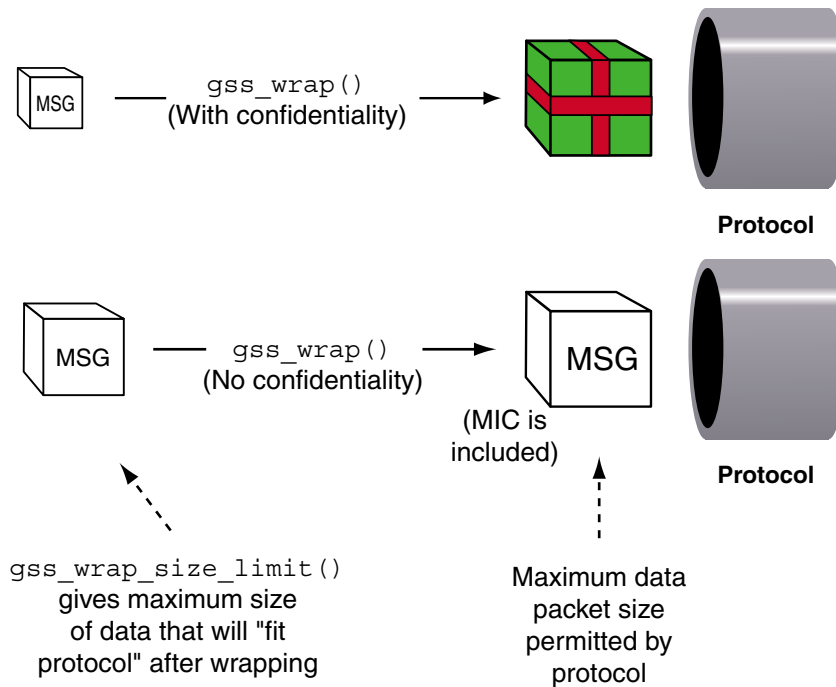 MSG
gss_wrap()
(With confidentiality)
Protocol
MSG
gss_wrap()
(No confidentiality)
MSG
(MIC is
included)
Protocol
gss_wrap_size_limit()
gives maximum size
of data that will "fit
protocol" after wrapping
Maximum data
packet size
permitted by
protocol